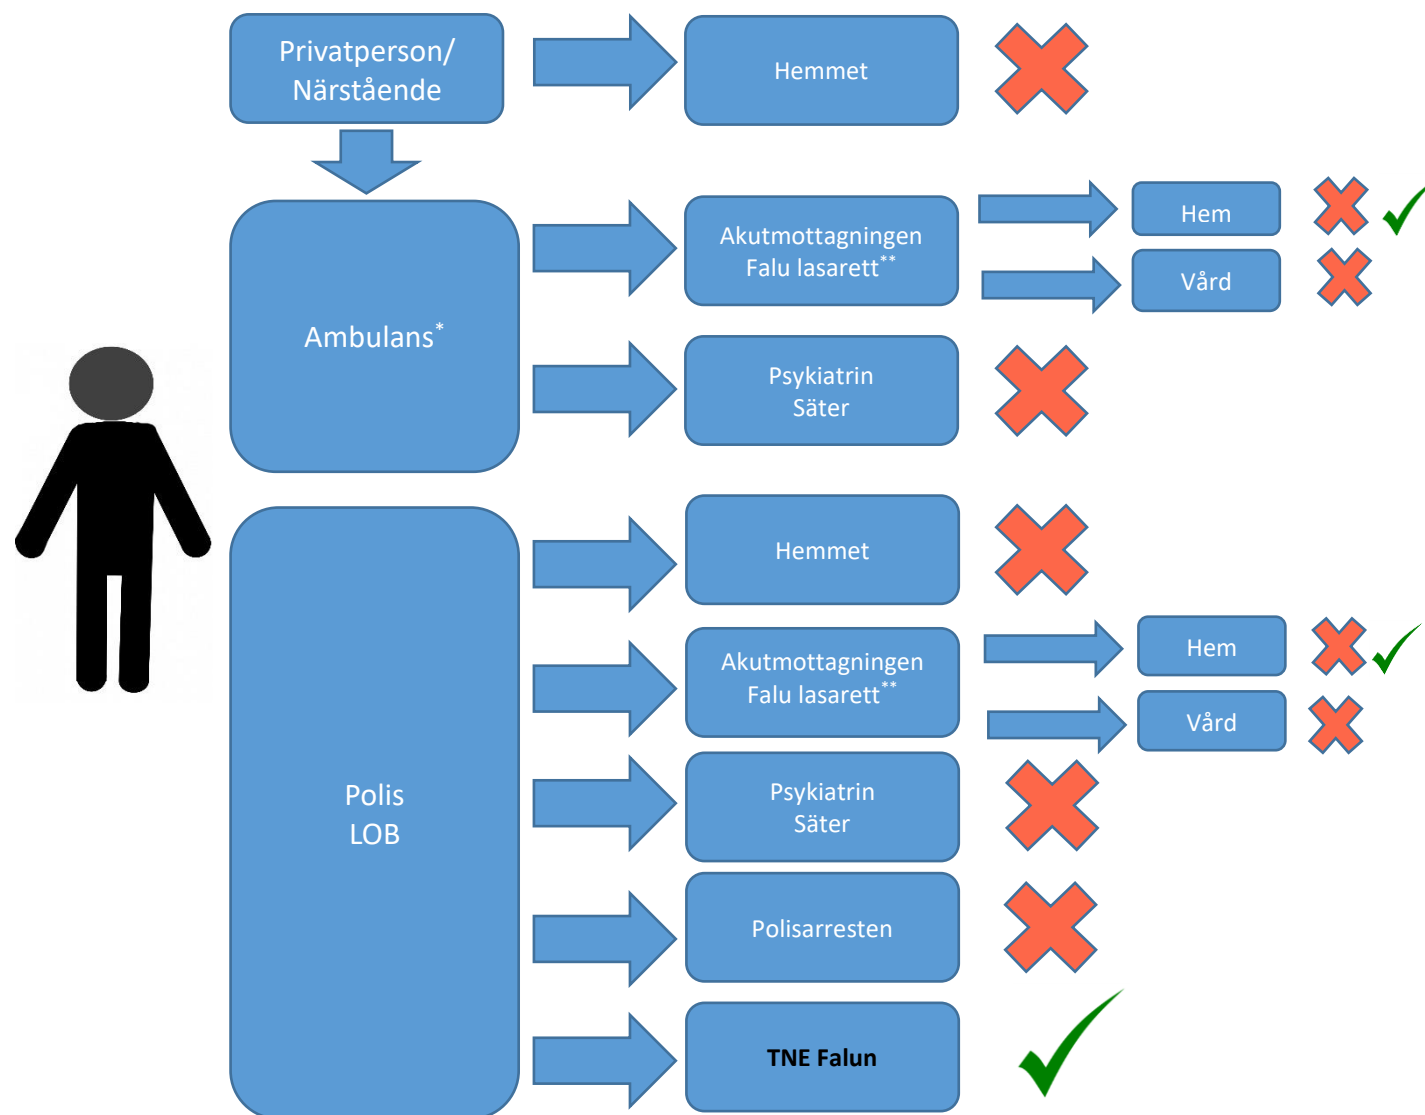 Privatperson/
Närstående
Hemmet
Ambulans*
Akutmottagningen
Falu lasarett**
Hem
Vård
Psykiatrin
Säter
Polis
LOB
Hemmet
Akutmottagningen
Falu lasarett**
Hem
Vård
Psykiatrin
Säter
Polisarresten
TNE Falun